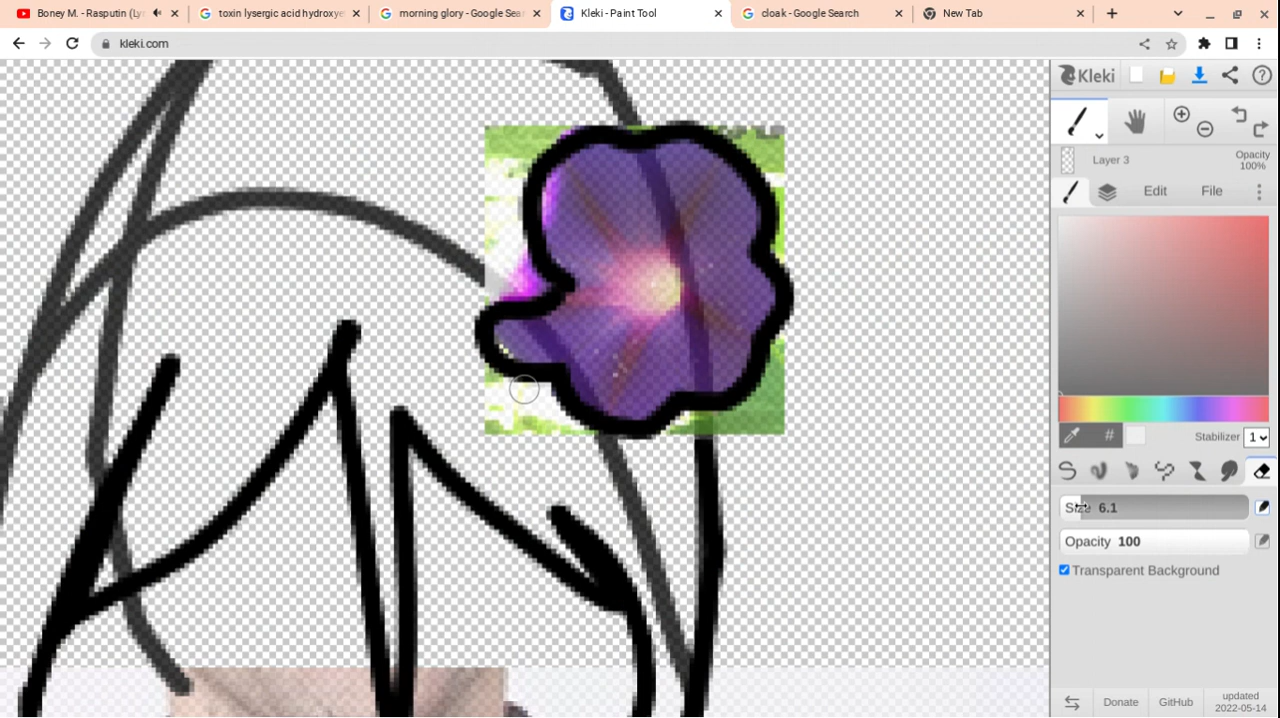 Boney M. - Rasputin (Ly
toxin lysergic acid hydroxye
morning glory - Google Sear
Kleki - Paint Tool
cloak - Google Search
New Tab
kleki.com
Kleki
Layer 3
Opacity
100%
Edit
File
#
Stabilizer 1
Size 6.1
Opacity 100
Transparent Background
Donate
GitHub
updated
2022-05-14